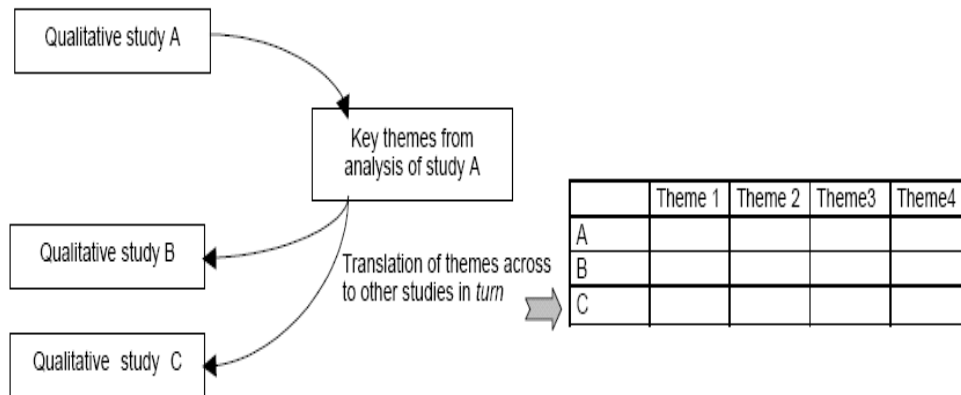 Qualitative study A
Key themes from
analysis of study A
Qualitative study B
Translation of themes across
to other studies in turn
Qualitative study C
Theme 1 Theme 2 Theme3 Theme4
A
B
C